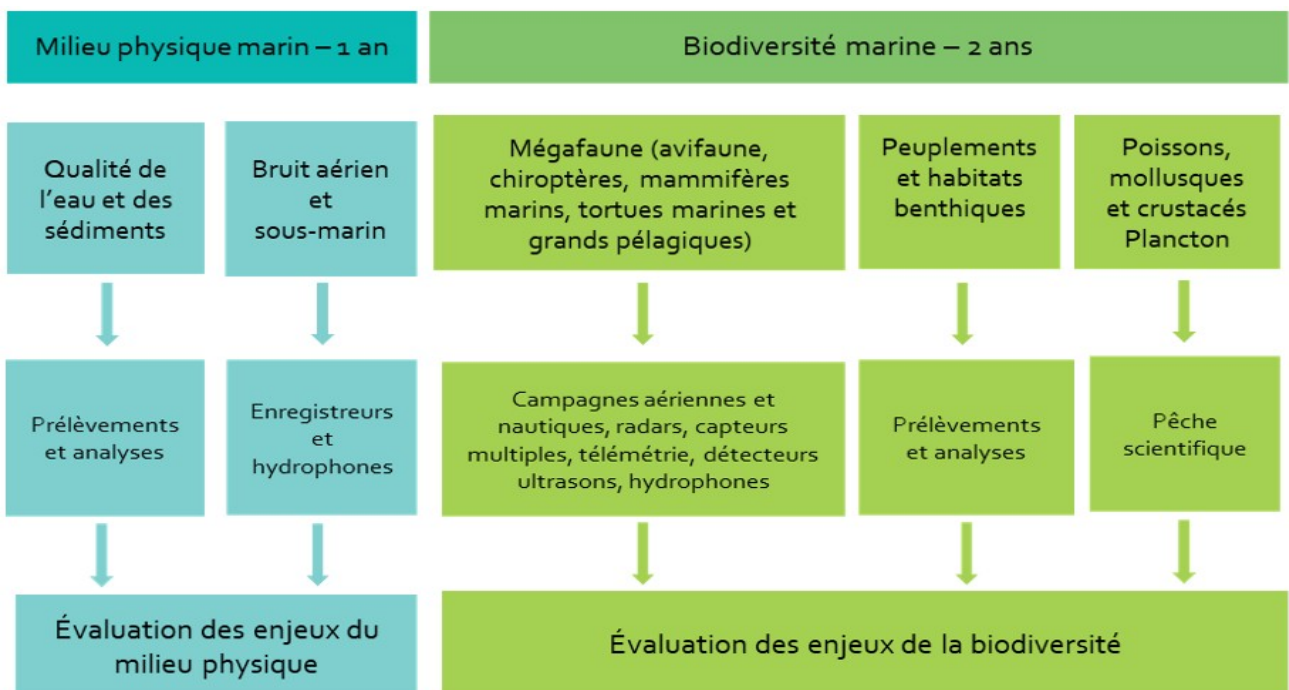 Milieu physique marin – 1 an
Biodiversité marine – 2 ans
Qualité de
l'eau et des
sédiments
Bruit aérien
et
sous-marin
Mégafaune (avifaune,
chiroptères, mammifères
marins, tortues marines et
grands pélagiques)
Peuplements
et habitats
benthiques
Poissons,
mollusques
et crustacés
Plancton
Prélèvements
et analyses
Enregistreurs
et
hydrophones
Campagnes aériennes et
nautiques, radars, capteurs
multiples, télémétrie, détecteurs
ultrasons, hydrophones
Prélèvements
et analyses
Pêche
scientifique
Évaluation des enjeux du
milieu physique
Évaluation des enjeux de la biodiversité